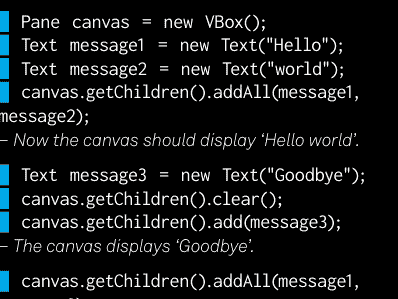 Pane canvas = new VBox();
Text message1 = new Text("Hello");
Text message2 = new Text("world");
canvas.getChildren().addAll(message1,
message2);
– Now the canvas should display ‘Hello world’.
Text message3 = new Text("Goodbye");
canvas.getChildren().clear();
canvas.getChildren().add(message3);
– The canvas displays ‘Goodbye’.
canvas.getChildren().addAll(message1,